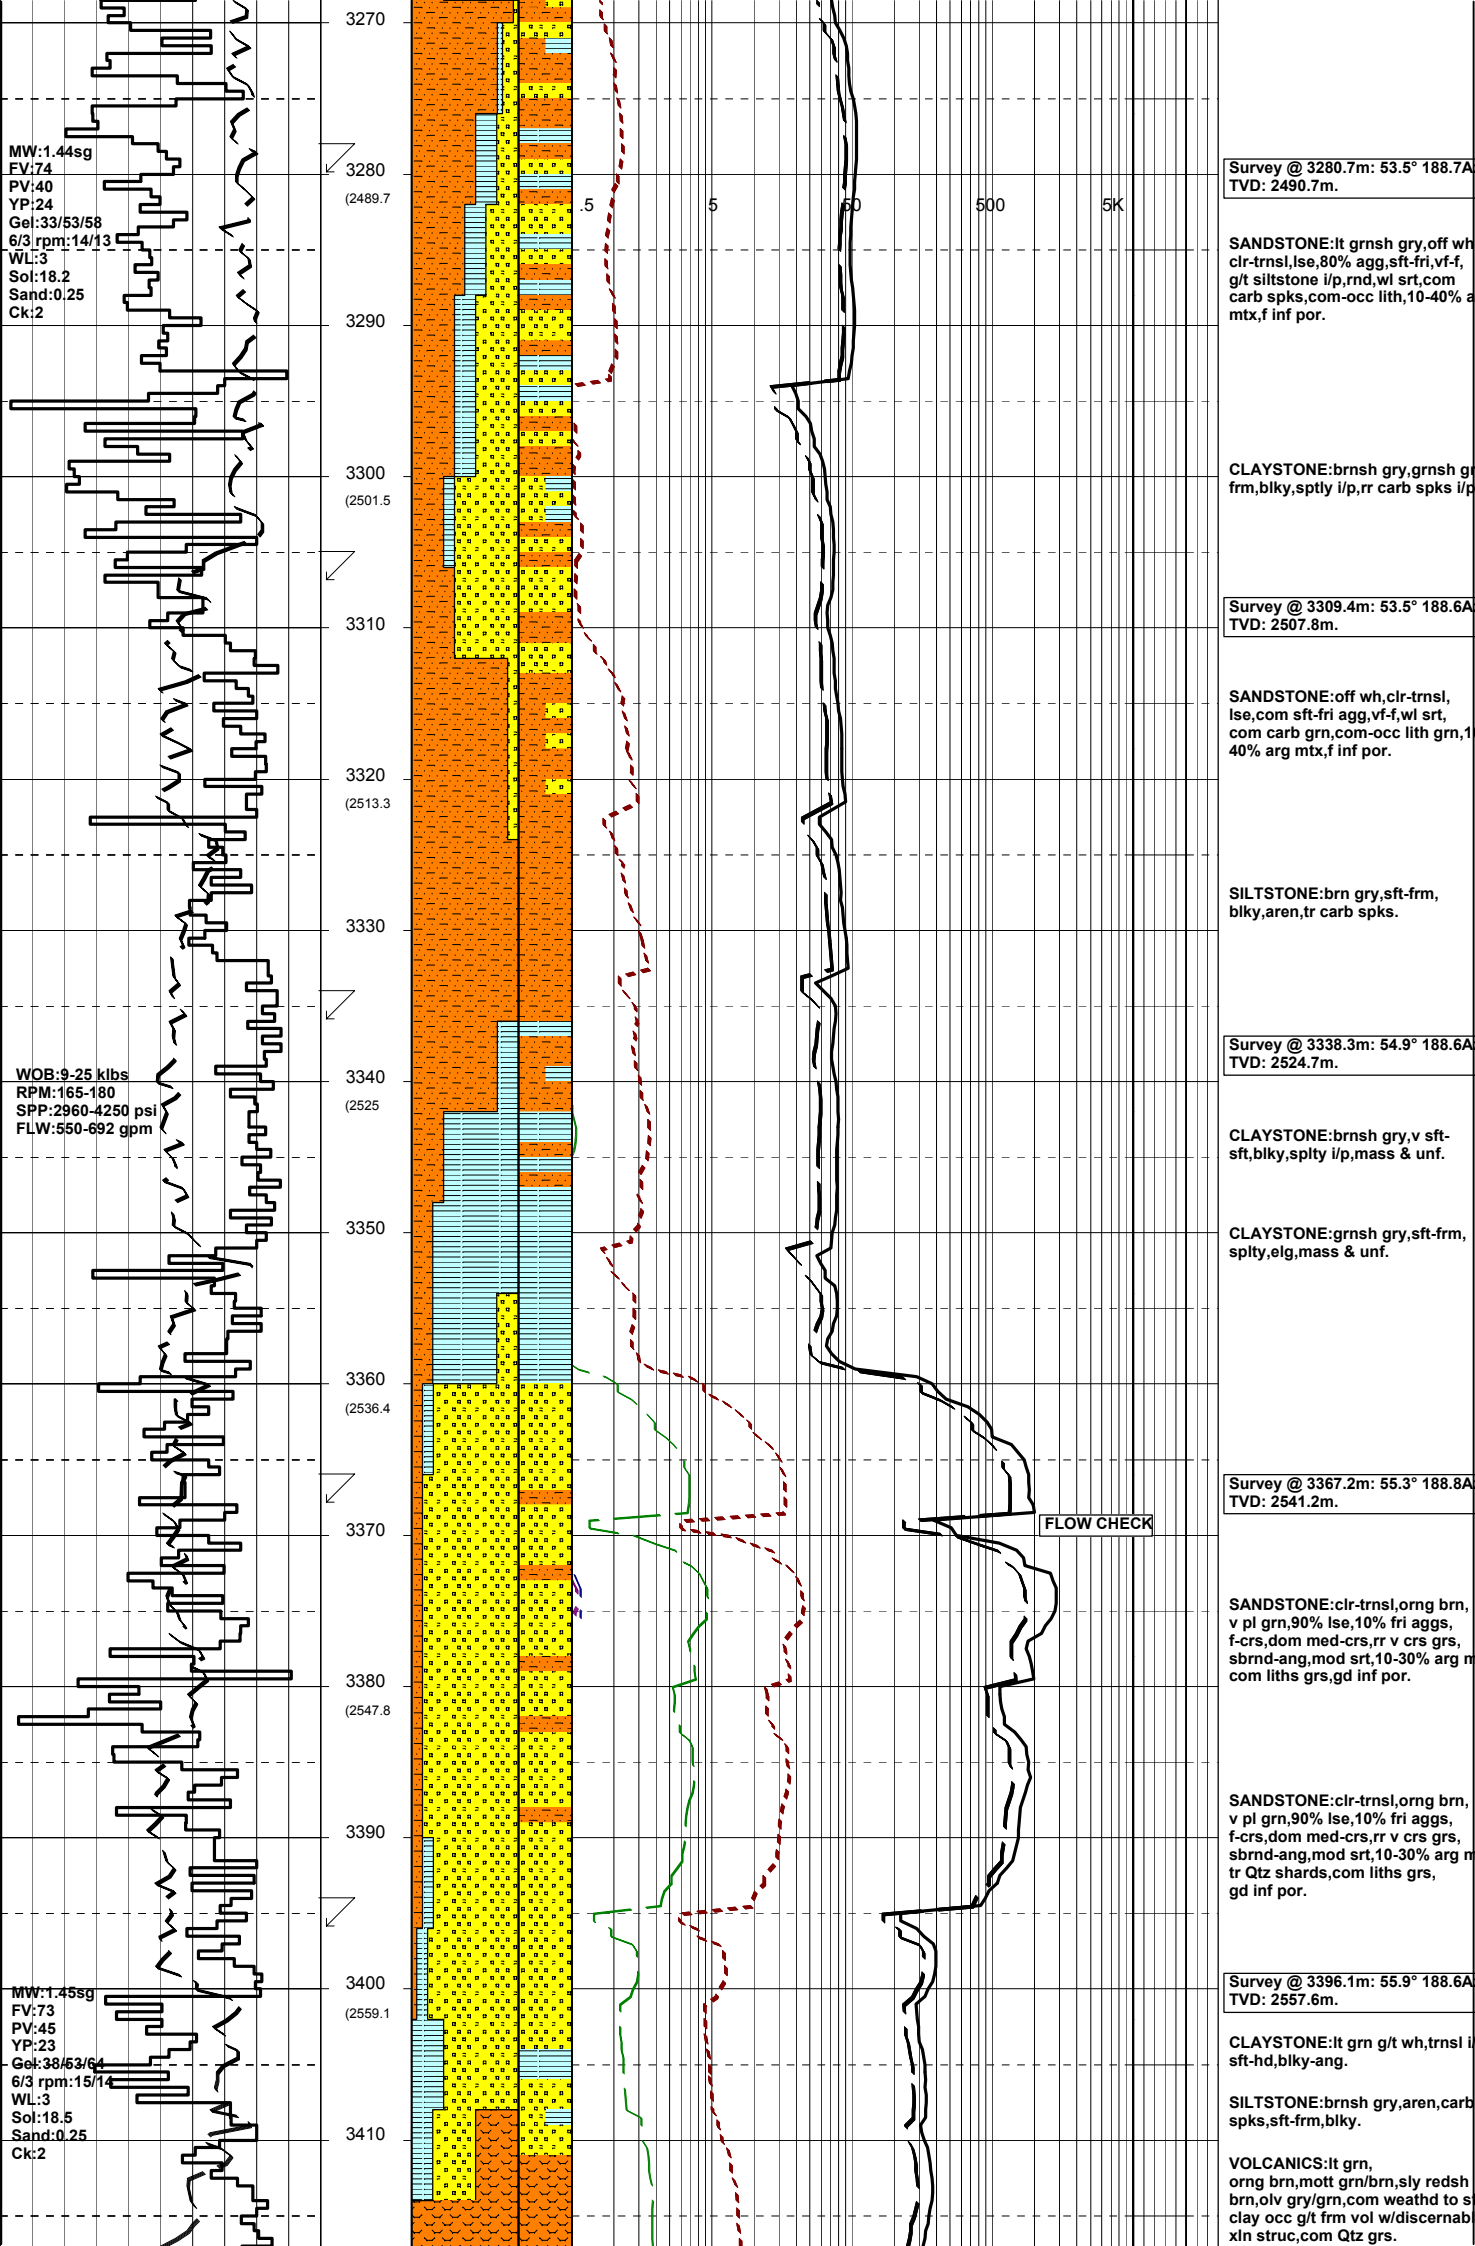 3270
MW:1.44sg
FV:74
PV:40
YP:24
Gel:33/53/58
6/3 rpm:14/13
WL:3
Sol:18.2
Sand:0.25
Ck:2
3280
(2489.7
.5
5
50
500
5K
Survey @ 3280.7m: 53.5° 188.7A
TVD: 2490.7m.
SANDSTONE:lt grnsh gry,off wh
clr-trnsl,lse,80% agg,sft-fri,vf-f,
g/t siltstone i/p,rnd,wl srt,com
carb spks,com-occ lith,10-40% a
mtx,f inf por.
3290
3300
(2501.5
CLAYSTONE:brnsh gry,grnsh gr
frm,blky,sptly i/p,rr carb spks i/p
3310
Survey @ 3309.4m: 53.5° 188.6A
TVD: 2507.8m.
SANDSTONE:off wh,clr-trnsl,
lse,com sft-fri agg,vf-f,wl srt,
com carb grn,com-occ lith grn,1
40% arg mtx,f inf por.
3320
(2513.3
SILTSTONE:brn gry,sft-frm,
blky,aren,tr carb spks.
3330
Survey @ 3338.3m: 54.9° 188.6A
TVD: 2524.7m.
WOB:9-25 klbs
RPM:165-180
SPP:2960-4250 psi
FLW:550-692 gpm
3340
(2525
CLAYSTONE:brnsh gry,v sft-
sft,blky,splty i/p,mass & unf.
3350
CLAYSTONE:grnsh gry,sft-frm,
splty,elg,mass & unf.
3360
(2536.4
Survey @ 3367.2m: 55.3° 188.8A
TVD: 2541.2m.
3370
FLOW CHECK
SANDSTONE:clr-trnsl,orng brn,
v pl grn,90% lse,10% fri aggs,
f-crs,dom med-crs,rr v crs grs,
sbrnd-ang,mod srt,10-30% arg m
com liths grs,gd inf por.
3380
(2547.8
SANDSTONE:clr-trnsl,orng brn,
v pl grn,90% lse,10% fri aggs,
f-crs,dom med-crs,rr v crs grs,
sbrnd-ang,mod srt,10-30% arg m
tr Qtz shards,com liths grs,
gd inf por.
3390
3400
(2559.1
Survey @ 3396.1m: 55.9° 188.6A
TVD: 2557.6m.
MW:1.45sg
FV:73
PV:45
YP:23
Gel:38/53/64
6/3 rpm:15/14
WL:3
Sol:18.5
Sand:0.25
Ck:2
CLAYSTONE:lt grn g/t wh,trnsl i/
sft-hd,blky-ang.
SILTSTONE:brnsh gry,aren,carb
spks,sft-frm,blky.
3410
VOLCANICS:lt grn,
orng brn,mott grn/brn,sly redsh
brn,olv gry/grn,com weathd to sf
clay occ g/t frm vol w/discernabl
xln struc,com Qtz grs.